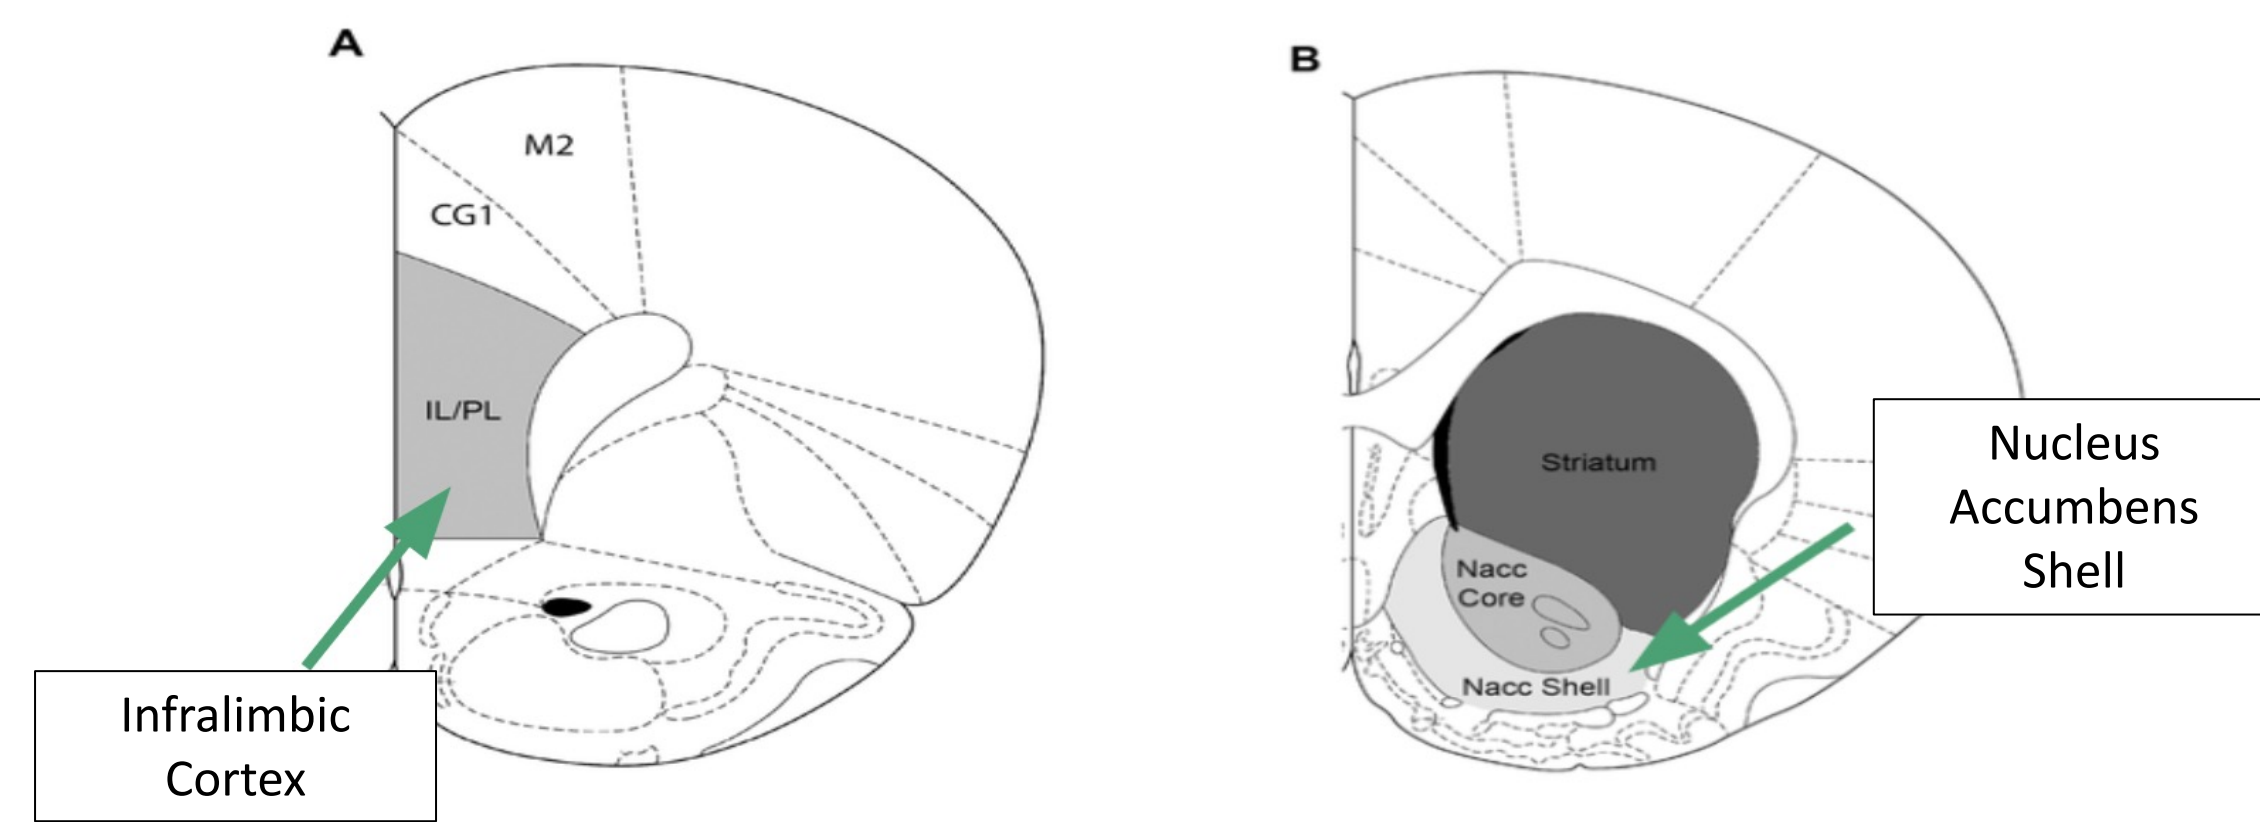 A
M2
CG1
IL/PL
Infralimbic
Cortex
B
Striatum
Nacc
Core
Nacc Shell
Nucleus
Accumbens
Shell